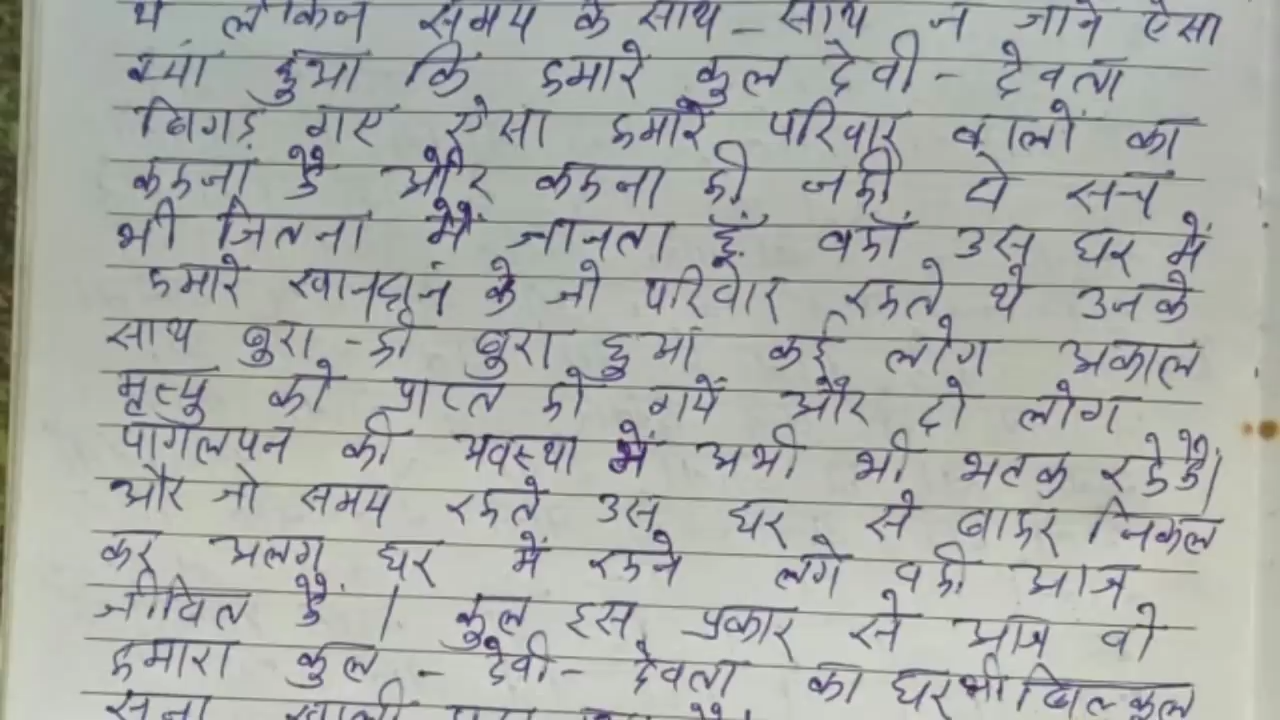 थे लेकिन समय के साथ - साथ न जाने ऐसा
क्या हुआ कि हमारे कुल देवी - देवता
बिगड़ गए ऐसा हमारे परिवार वालों का
कहना है और कहना ही नहीं ये सच
भी जितना मैं जानता हूँ वहाँ उस घर में
हमारे खानदान के जो परिवार रहते थे उनके
साथ बुरा - ही बुरा हुआ कई लोग अकाल
मृत्यु को प्राप्त हो गयें और दो लोग
पागलपन की अवस्था में अभी भी भटक रहे हैं।
और जो समय रहते उस घर से बाहर निकल
कर अलग घर में रहने लगे वही आज
जीवित हैं । कुल इस प्रकार से आज वो
हमारा कुल - देवी - देवता का घर भी बिल्कुल
खाली